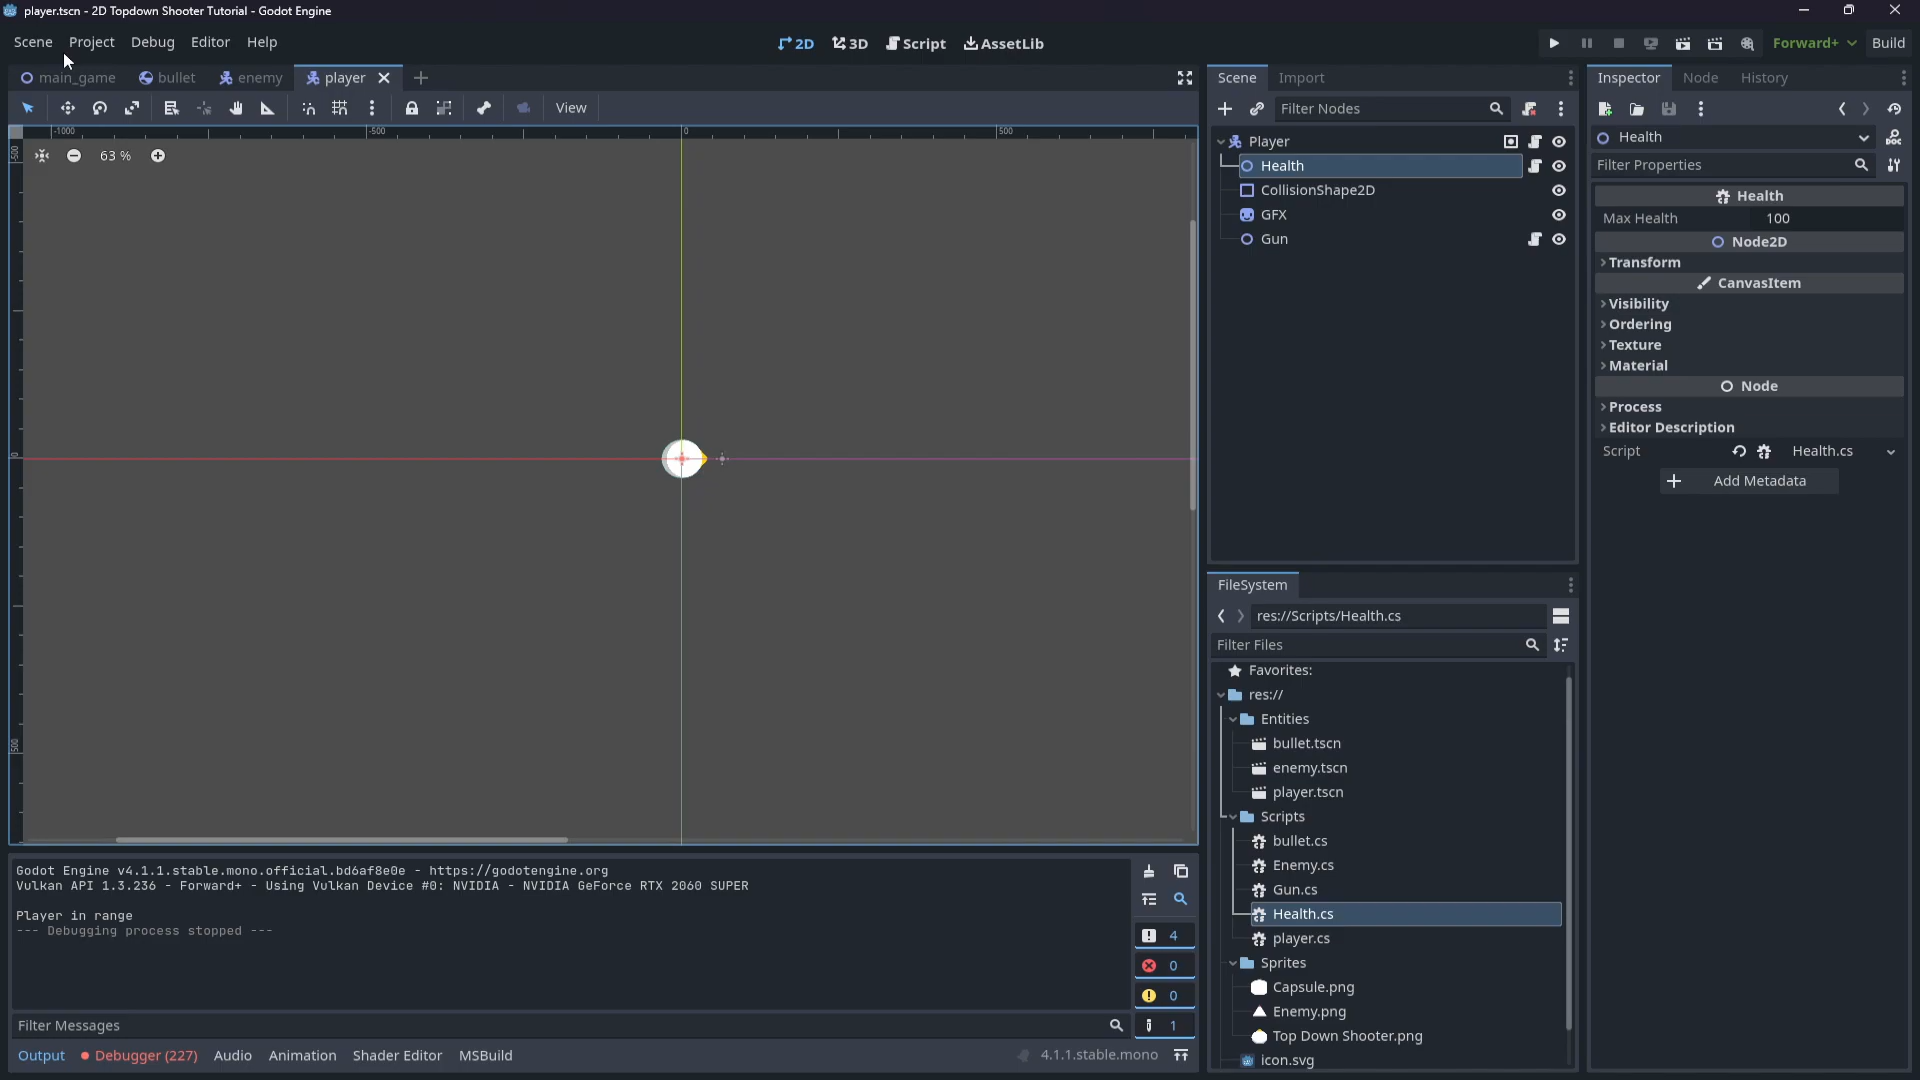 player.tscn - 2D Topdown Shooter Tutorial - Godot Engine
Scene Project Debug Editor Help
2D 3D Script AssetLib
Forward+ Build
main_game bullet enemy player
View
-1000 -500 0 500
-500
63 %
0
500
Scene Import
Filter Nodes
Player
Health
CollisionShape2D
GFX
Gun
FileSystem
res://Scripts/Health.cs
Filter Files
Favorites:
res://
Entities
bullet.tscn
enemy.tscn
player.tscn
Scripts
bullet.cs
Enemy.cs
Gun.cs
Health.cs
player.cs
Sprites
Capsule.png
Enemy.png
Top Down Shooter.png
icon.svg
Inspector Node History
Health
DOC
Filter Properties
Health
Max Health 100
Node2D
Transform
CanvasItem
Visibility
Ordering
Texture
Material
Node
Process
Editor Description
Script Health.cs
Add Metadata
Godot Engine v4.1.1.stable.mono.official.bd6af8e0e - https://godotengine.org
Vulkan API 1.3.236 - Forward+ - Using Vulkan Device #0: NVIDIA - NVIDIA GeForce RTX 2060 SUPER
Player in range
--- Debugging process stopped ---
4
0
0
1
Filter Messages
Output Debugger (227) Audio Animation Shader Editor MSBuild
4.1.1.stable.mono